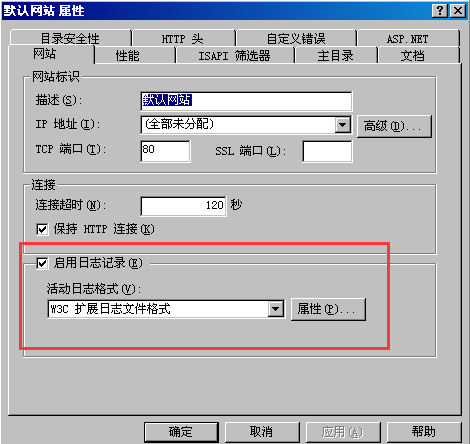 默认网站 属性
目录安全性 HTTP 头 自定义错误 ASP.NET
网站 性能 ISAPI 筛选器 主目录 文档
网站标识
描述(S): 默认网站
IP 地址(I): (全部未分配) 高级(D)...
TCP 端口(T): 80 SSL 端口(L):
连接
连接超时(N): 120 秒
保持 HTTP 连接(K)
启用日志记录(E)
活动日志格式(V):
W3C 扩展日志文件格式 属性(P)...
确定 取消 应用(A) 帮助